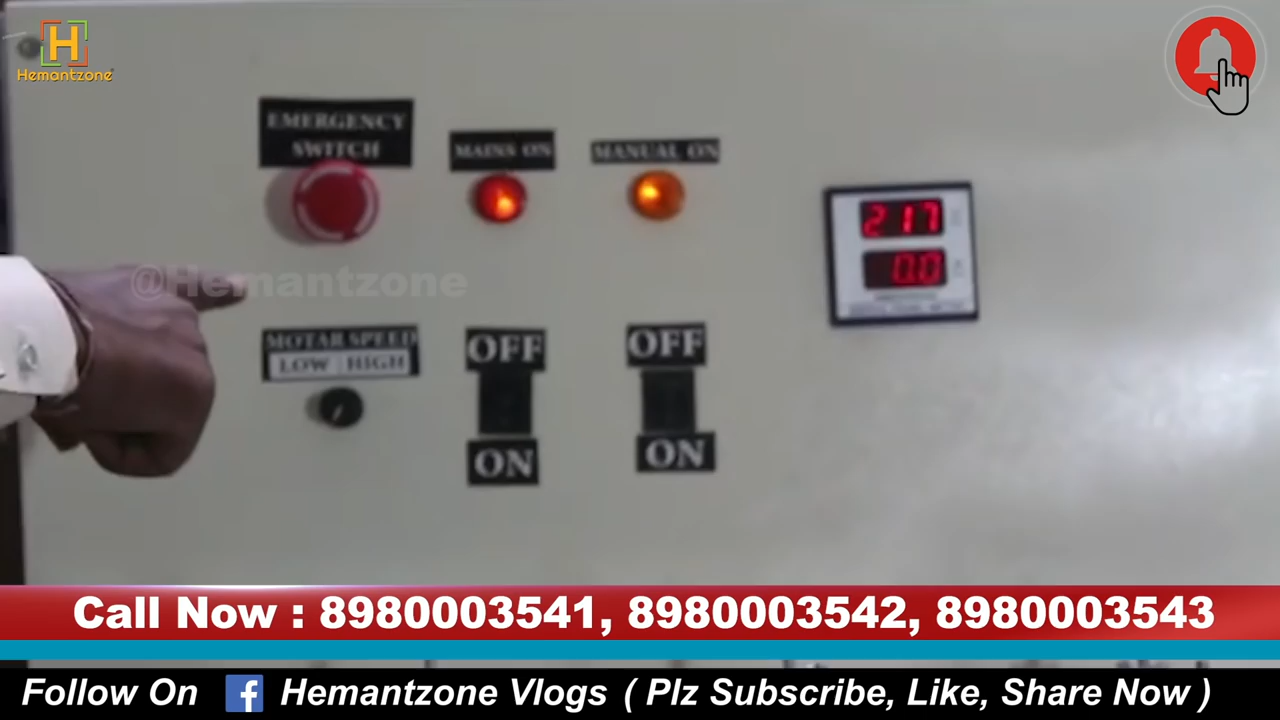 H
Hemantzone
EMERGENCY
SWITCH
MAINS ON
MANUAL ON
217
0.0
@Hemantzone
MOTAR SPEED
LOW HIGH
OFF
OFF
ON
ON
Call Now : 8980003541, 8980003542, 8980003543
Follow On f Hemantzone Vlogs ( Plz Subscribe, Like, Share Now )